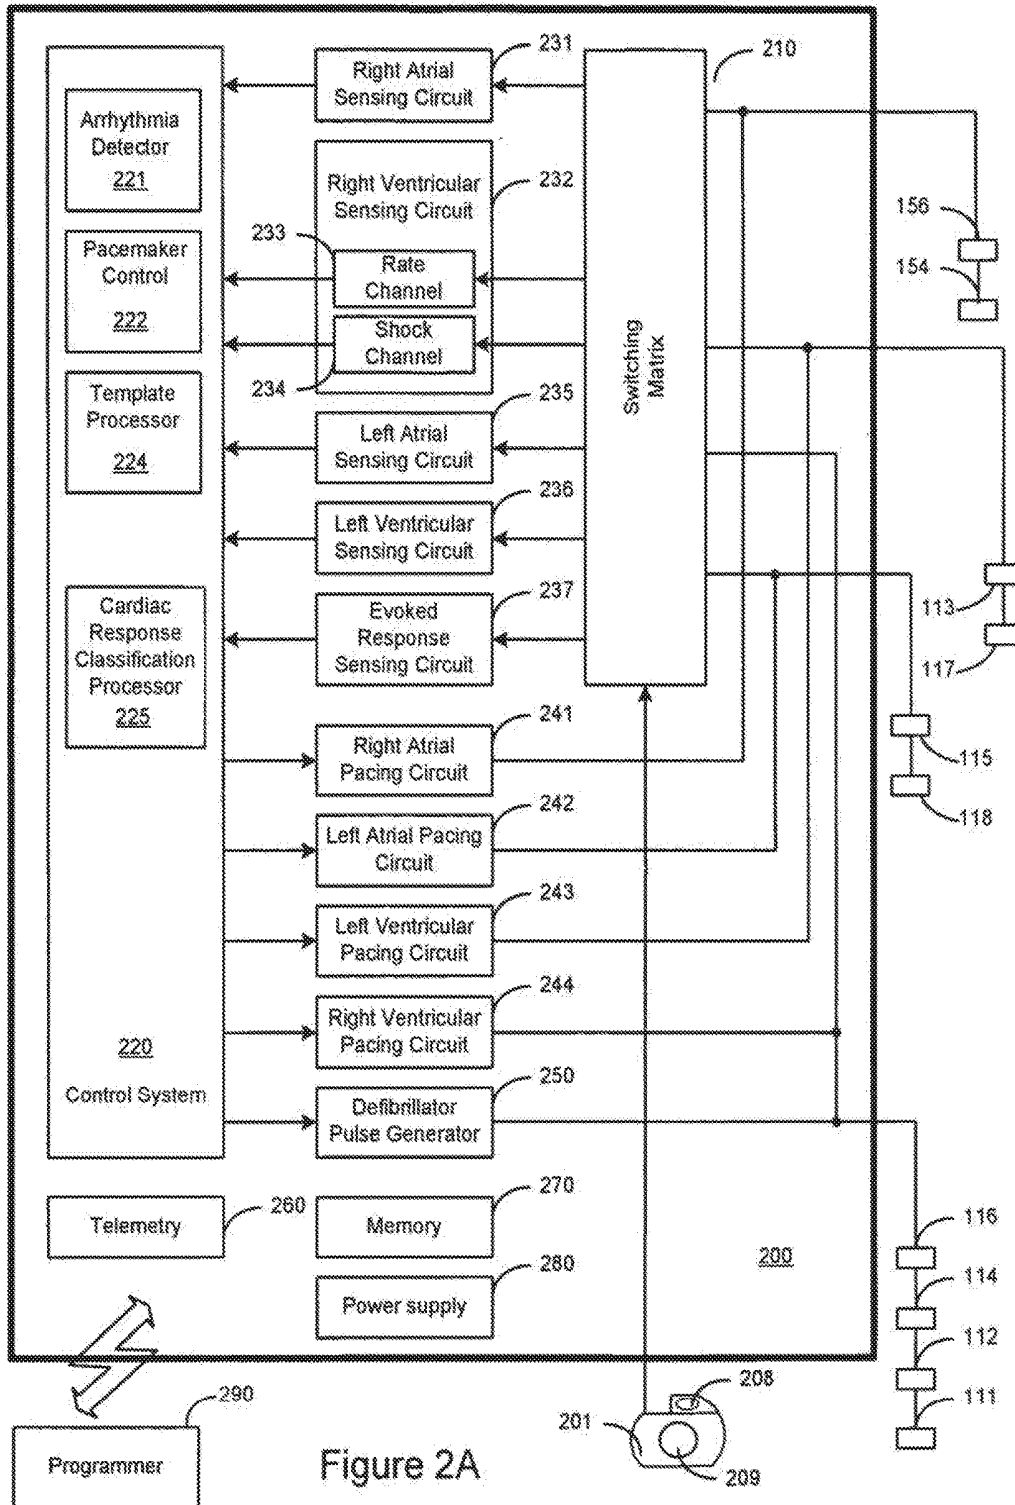 231
210
Right Atrial
Sensing Circuit
Arrhythmia
Detector
221
Right Ventricular
Sensing Circuit
232
233
Rate
Channel
156
154
Pacemaker
Control
222
Shock
Channel
234
Switching
Matrix
Template
Processor
224
235
Left Atrial
Sensing Circuit
236
Left Ventricular
Sensing Circuit
237
Evoked
Response
Sensing Circuit
Cardiac
Response
Classification
Processor
225
113
117
115
118
241
Right Atrial
Pacing Circuit
242
Left Atrial Pacing
Circuit
243
Left Ventricular
Pacing Circuit
244
Right Ventricular
Pacing Circuit
220
Control System
250
Defibrillator
Pulse Generator
Telemetry
260
270
Memory
280
Power supply
200
116
114
112
111
290
Programmer
Figure 2A
201
208
209